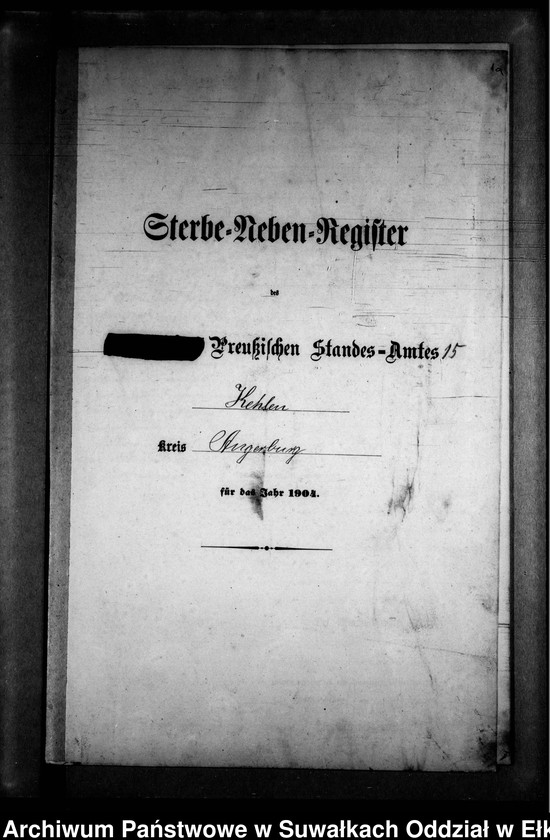 Sterbe-Neben-Register
des
Preußischen Standes-Amtes 15
Kehlen
Kreis Angerburg
für das Jahr 1904.
Archiwum Państwowe w Suwałkach Oddział w Ełk